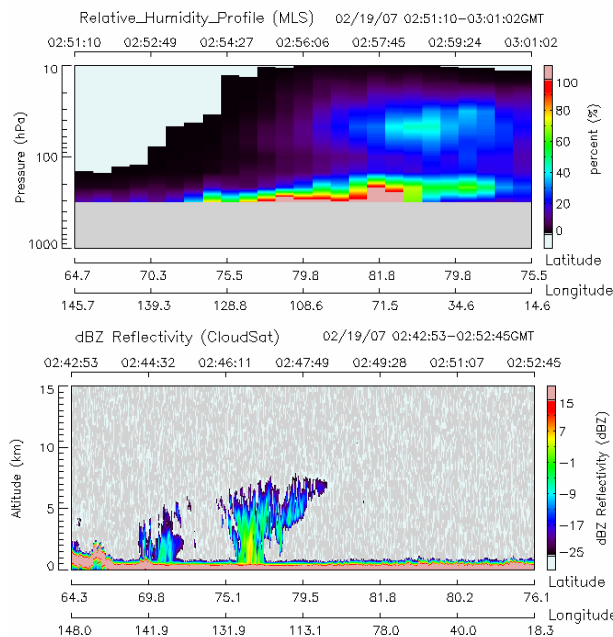 Relative_Humidity_Profile (MLS) 02/19/07 02:51:10-03:01:02GMT
02:51:10 02:52:49 02:54:27 02:56:06 02:57:45 02:59:24 03:01:02
10
100
1000
Pressure (hPa)
100
80
60
40
20
0
percent (%)
Latitude
64.7 70.3 75.5 79.8 81.8 79.8 75.5
Longitude
145.7 139.3 128.8 108.6 71.5 34.6 14.6
dBZ Reflectivity (CloudSat) 02/19/07 02:42:53-02:52:45GMT
02:42:53 02:44:32 02:46:11 02:47:49 02:49:28 02:51:07 02:52:45
15
10
5
0
Altitude (km)
15
7
-1
-9
-17
-25
dBZ Reflectivity (dBZ)
Latitude
64.3 69.8 75.1 79.5 81.8 80.2 76.1
Longitude
148.0 141.9 131.9 113.1 78.0 40.0 18.3